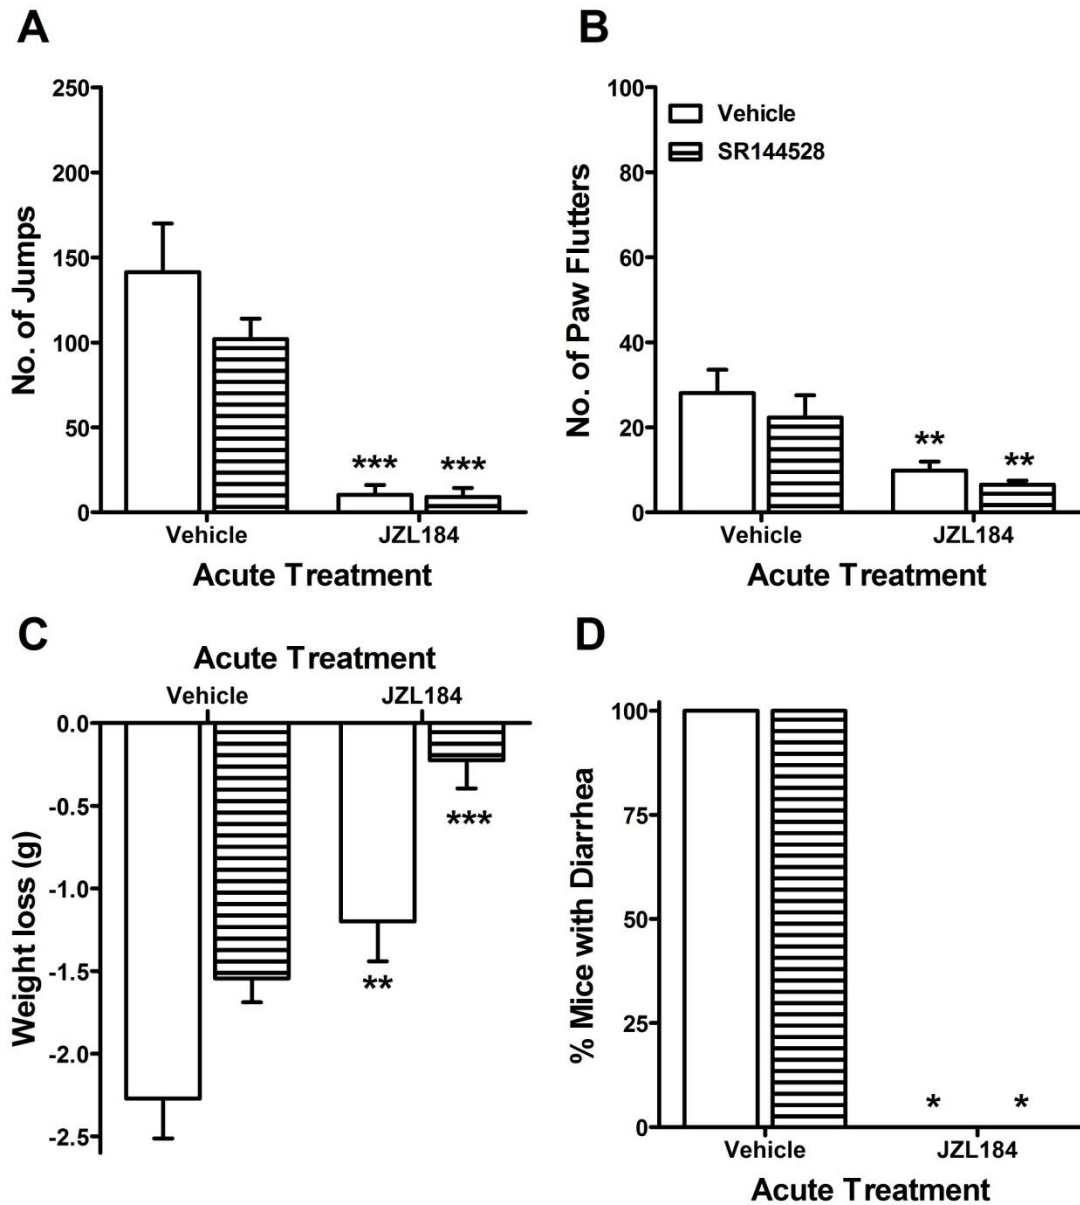 A
No. of Jumps
250
200
150
100
50
0
*** ***
Vehicle JZL184
Acute Treatment
B
No. of Paw Flutters
100
80
60
40
20
0
Vehicle
SR144528
** **
Vehicle JZL184
Acute Treatment
C
Acute Treatment
Vehicle JZL184
Weight loss (g)
0.0
-0.5
-1.0
-1.5
-2.0
-2.5
**
***
D
% Mice with Diarrhea
100
75
50
25
0
* *
Vehicle JZL184
Acute Treatment